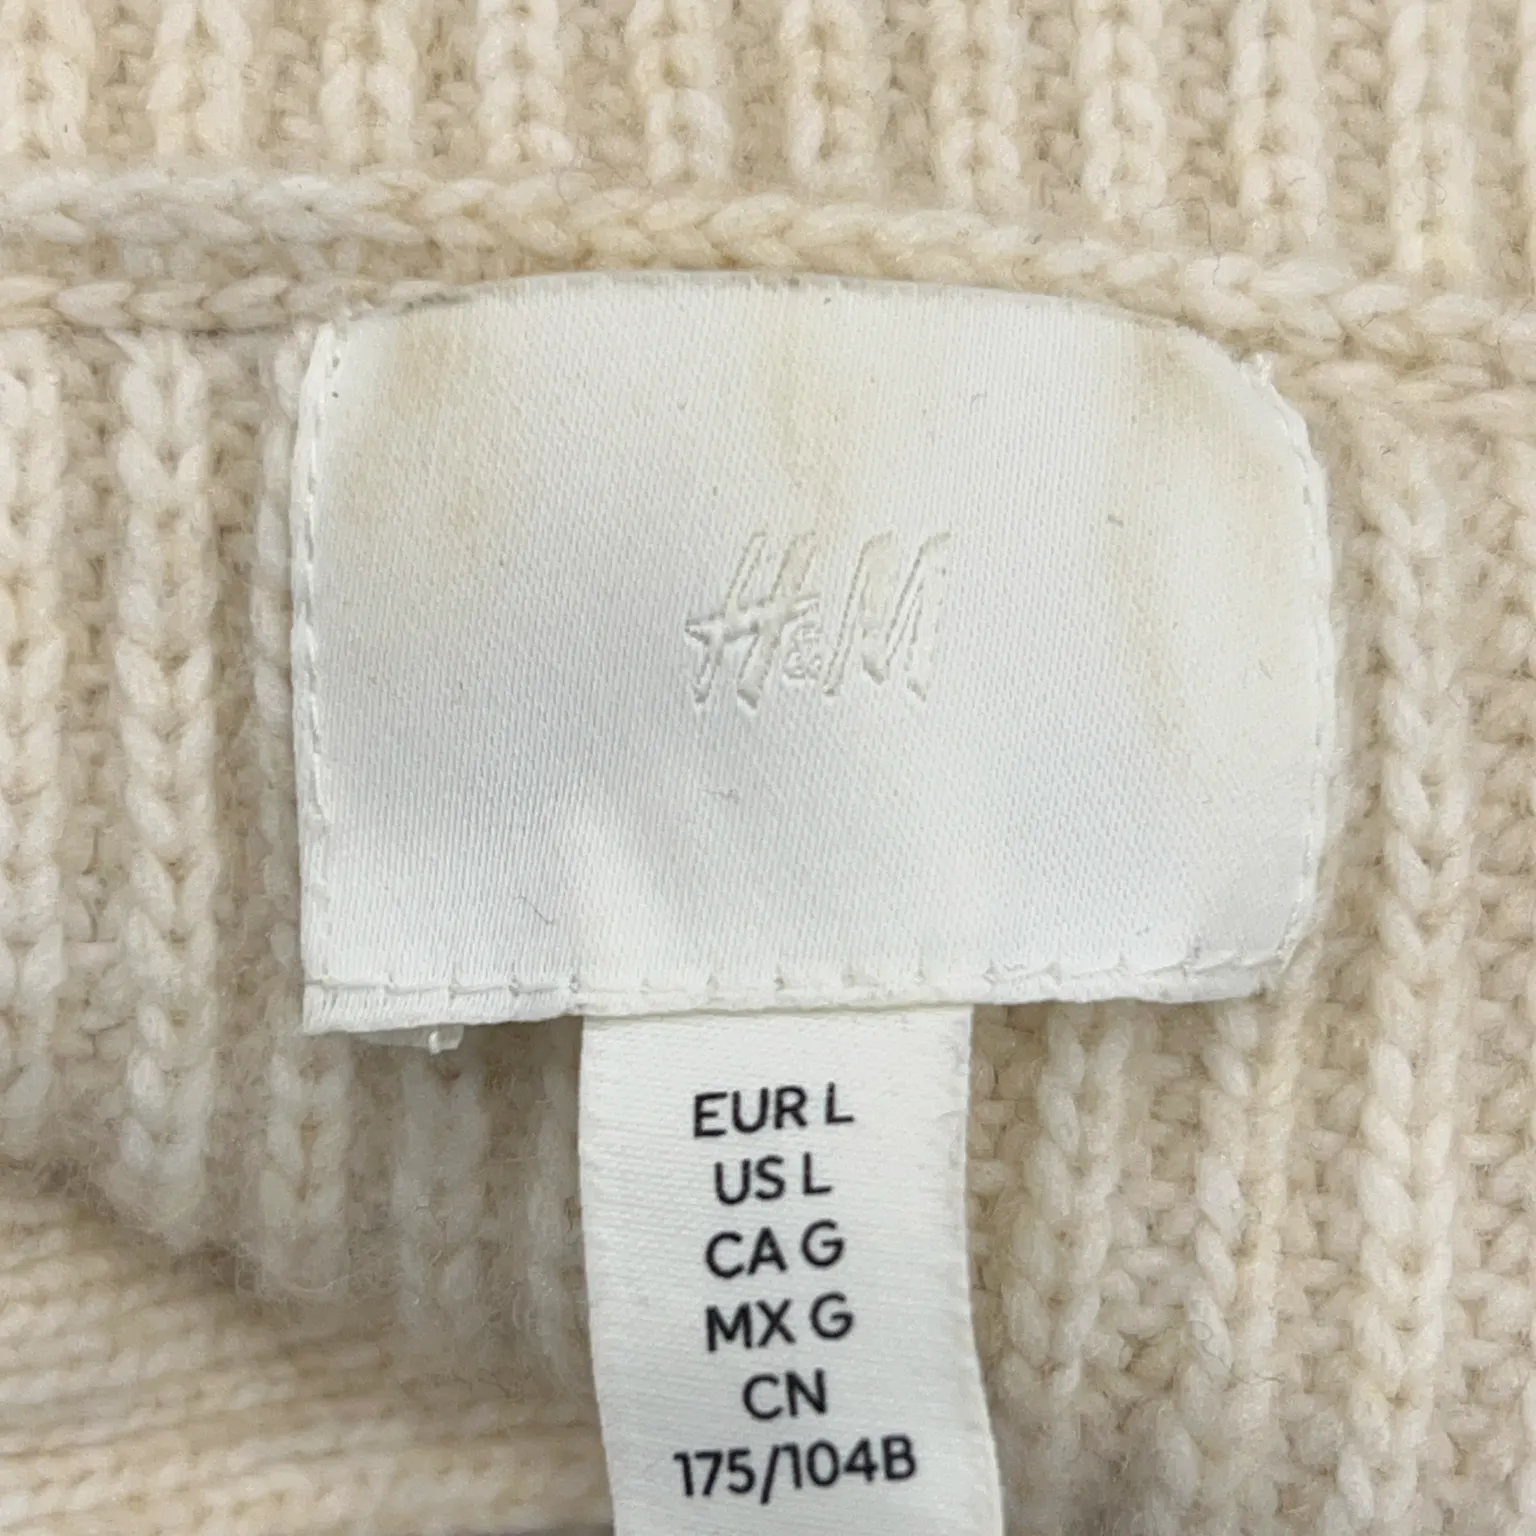 H&M
EUR L
US L
CA G
MX G
CN
175/104B